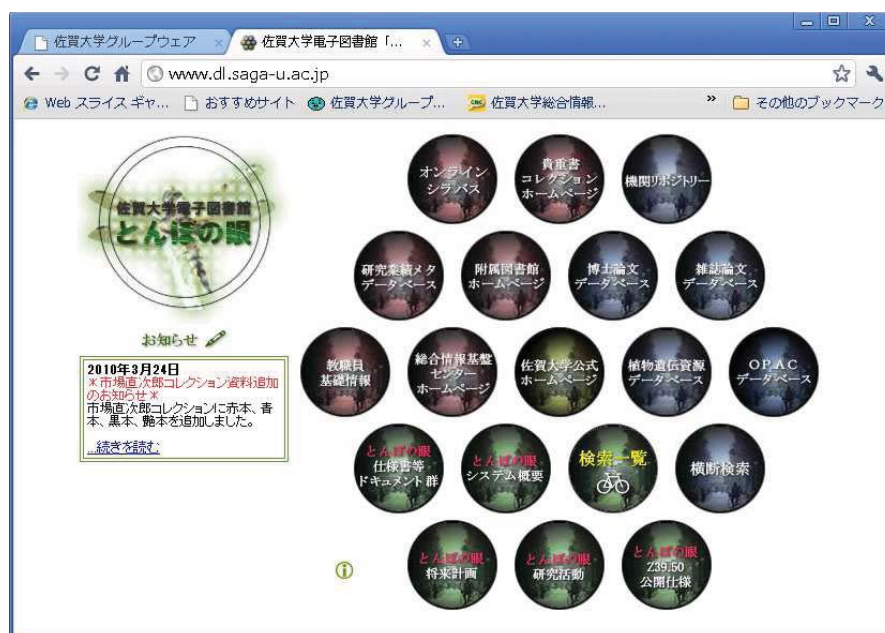 佐賀大学グループウェア
佐賀大学電子図書館「...
www.dl.saga-u.ac.jp
Web スライス ギャ...
おすすめサイト
佐賀大学グループ...
佐賀大学総合情報...
»
その他のブックマーク
佐賀大学電子図書館
とんぼの眼
お知らせ
2010年3月24日
＊市場直次郎コレクション資料追加
のお知らせ＊
市場直次郎コレクションに赤本、青
本、黒本、艶本を追加しました。
...続きを読む
オンライン
シラバス
貴重書
コレクション
ホームページ
機関リポジトリー
研究業績メタ
データベース
附属図書館
ホームページ
博士論文
データベース
雑誌論文
データベース
教職員
基礎情報
総合情報基盤
センター
ホームページ
佐賀大学公式
ホームページ
植物遺伝資源
データベース
OPAC
データベース
とんぼの眼
仕様書等
ドキュメント群
とんぼの眼
システム概要
検索一覧
横断検索
とんぼの眼
将来計画
とんぼの眼
研究活動
とんぼの眼
Z39.50
公開仕様